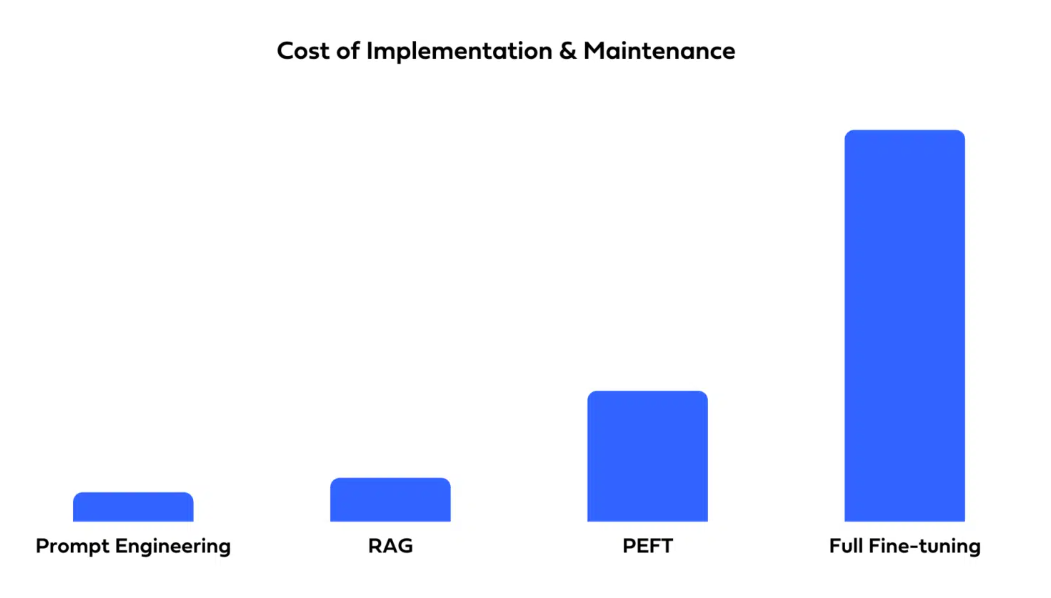 Cost of Implementation & Maintenance
Prompt Engineering
RAG
PEFT
Full Fine-tuning